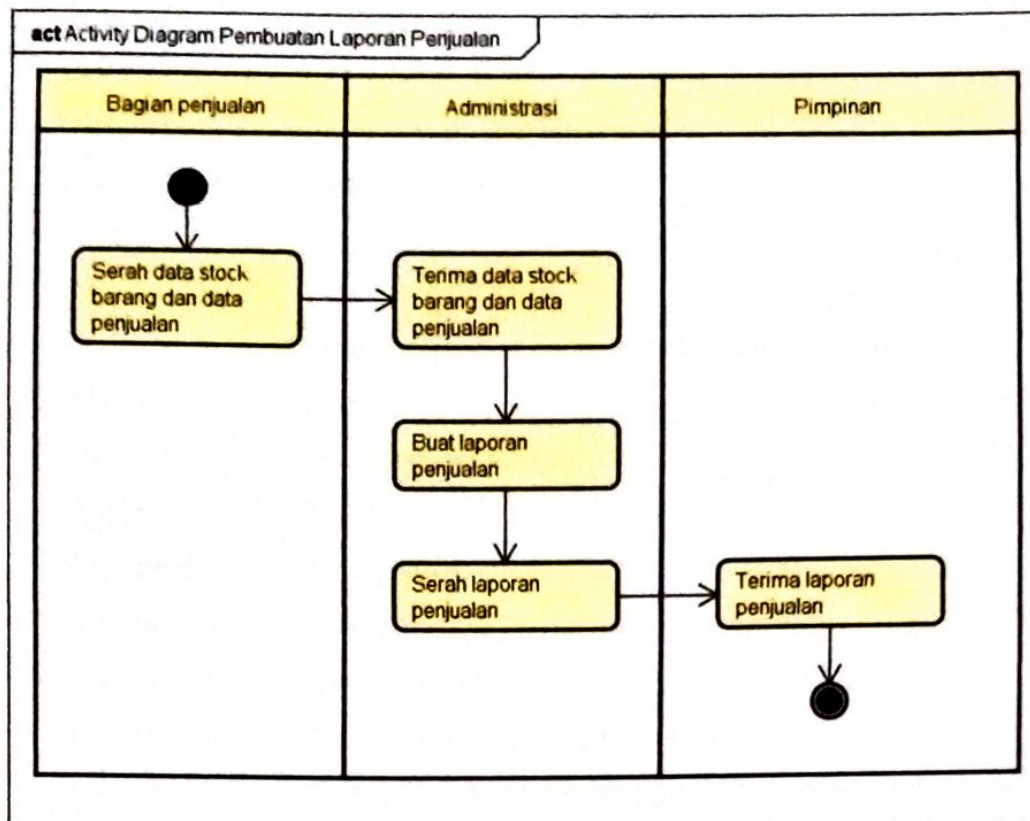 act Activity Diagram Pembuatan Laporan Penjualan
Bagian penjualan
Administrasi
Pimpinan
Serah data stock
barang dan data
penjualan
Terima data stock
barang dan data
penjualan
Buat laporan
penjualan
Serah laporan
penjualan
Terima laporan
penjualan